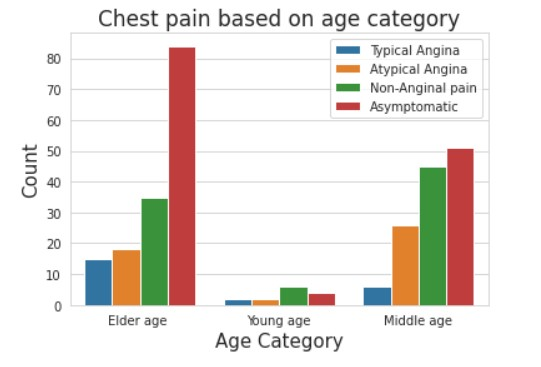 Chest pain based on age category
Typical Angina
Atypical Angina
Non-Anginal pain
Asymptomatic
Count
80
70
60
50
40
30
20
10
0
Elder age Young age Middle age
Age Category